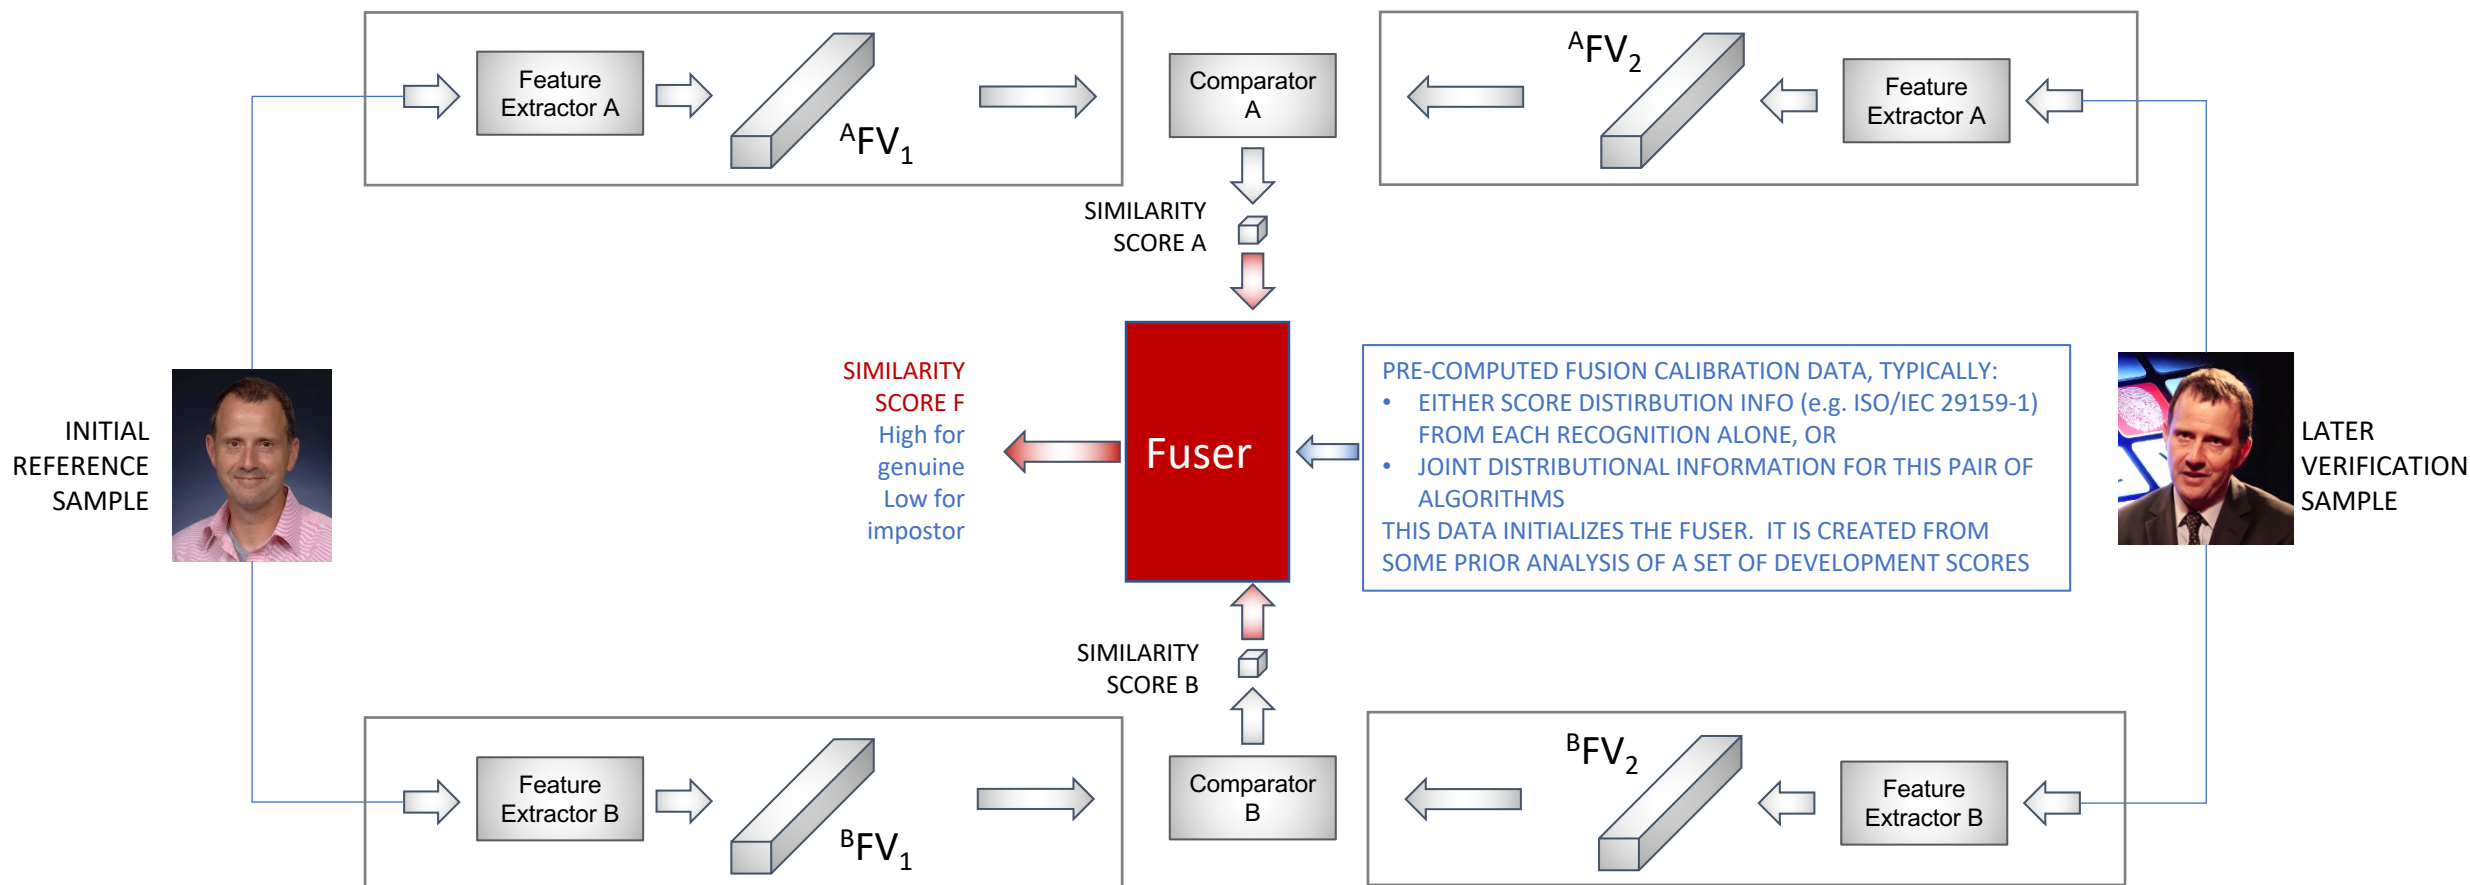 Feature
Extractor A
AFV1
Comparator
A
AFV2
Feature
Extractor A
SIMILARITY
SCORE A
INITIAL
REFERENCE
SAMPLE
SIMILARITY
SCORE F
High for
genuine
Low for
impostor
Fuser
PRE-COMPUTED FUSION CALIBRATION DATA, TYPICALLY:
• EITHER SCORE DISTIRBUTION INFO (e.g. ISO/IEC 29159-1)
FROM EACH RECOGNITION ALONE, OR
• JOINT DISTRIBUTIONAL INFORMATION FOR THIS PAIR OF
ALGORITHMS
THIS DATA INITIALIZES THE FUSER. IT IS CREATED FROM
SOME PRIOR ANALYSIS OF A SET OF DEVELOPMENT SCORES
LATER
VERIFICATION
SAMPLE
SIMILARITY
SCORE B
Feature
Extractor B
BFV1
Comparator
B
BFV2
Feature
Extractor B